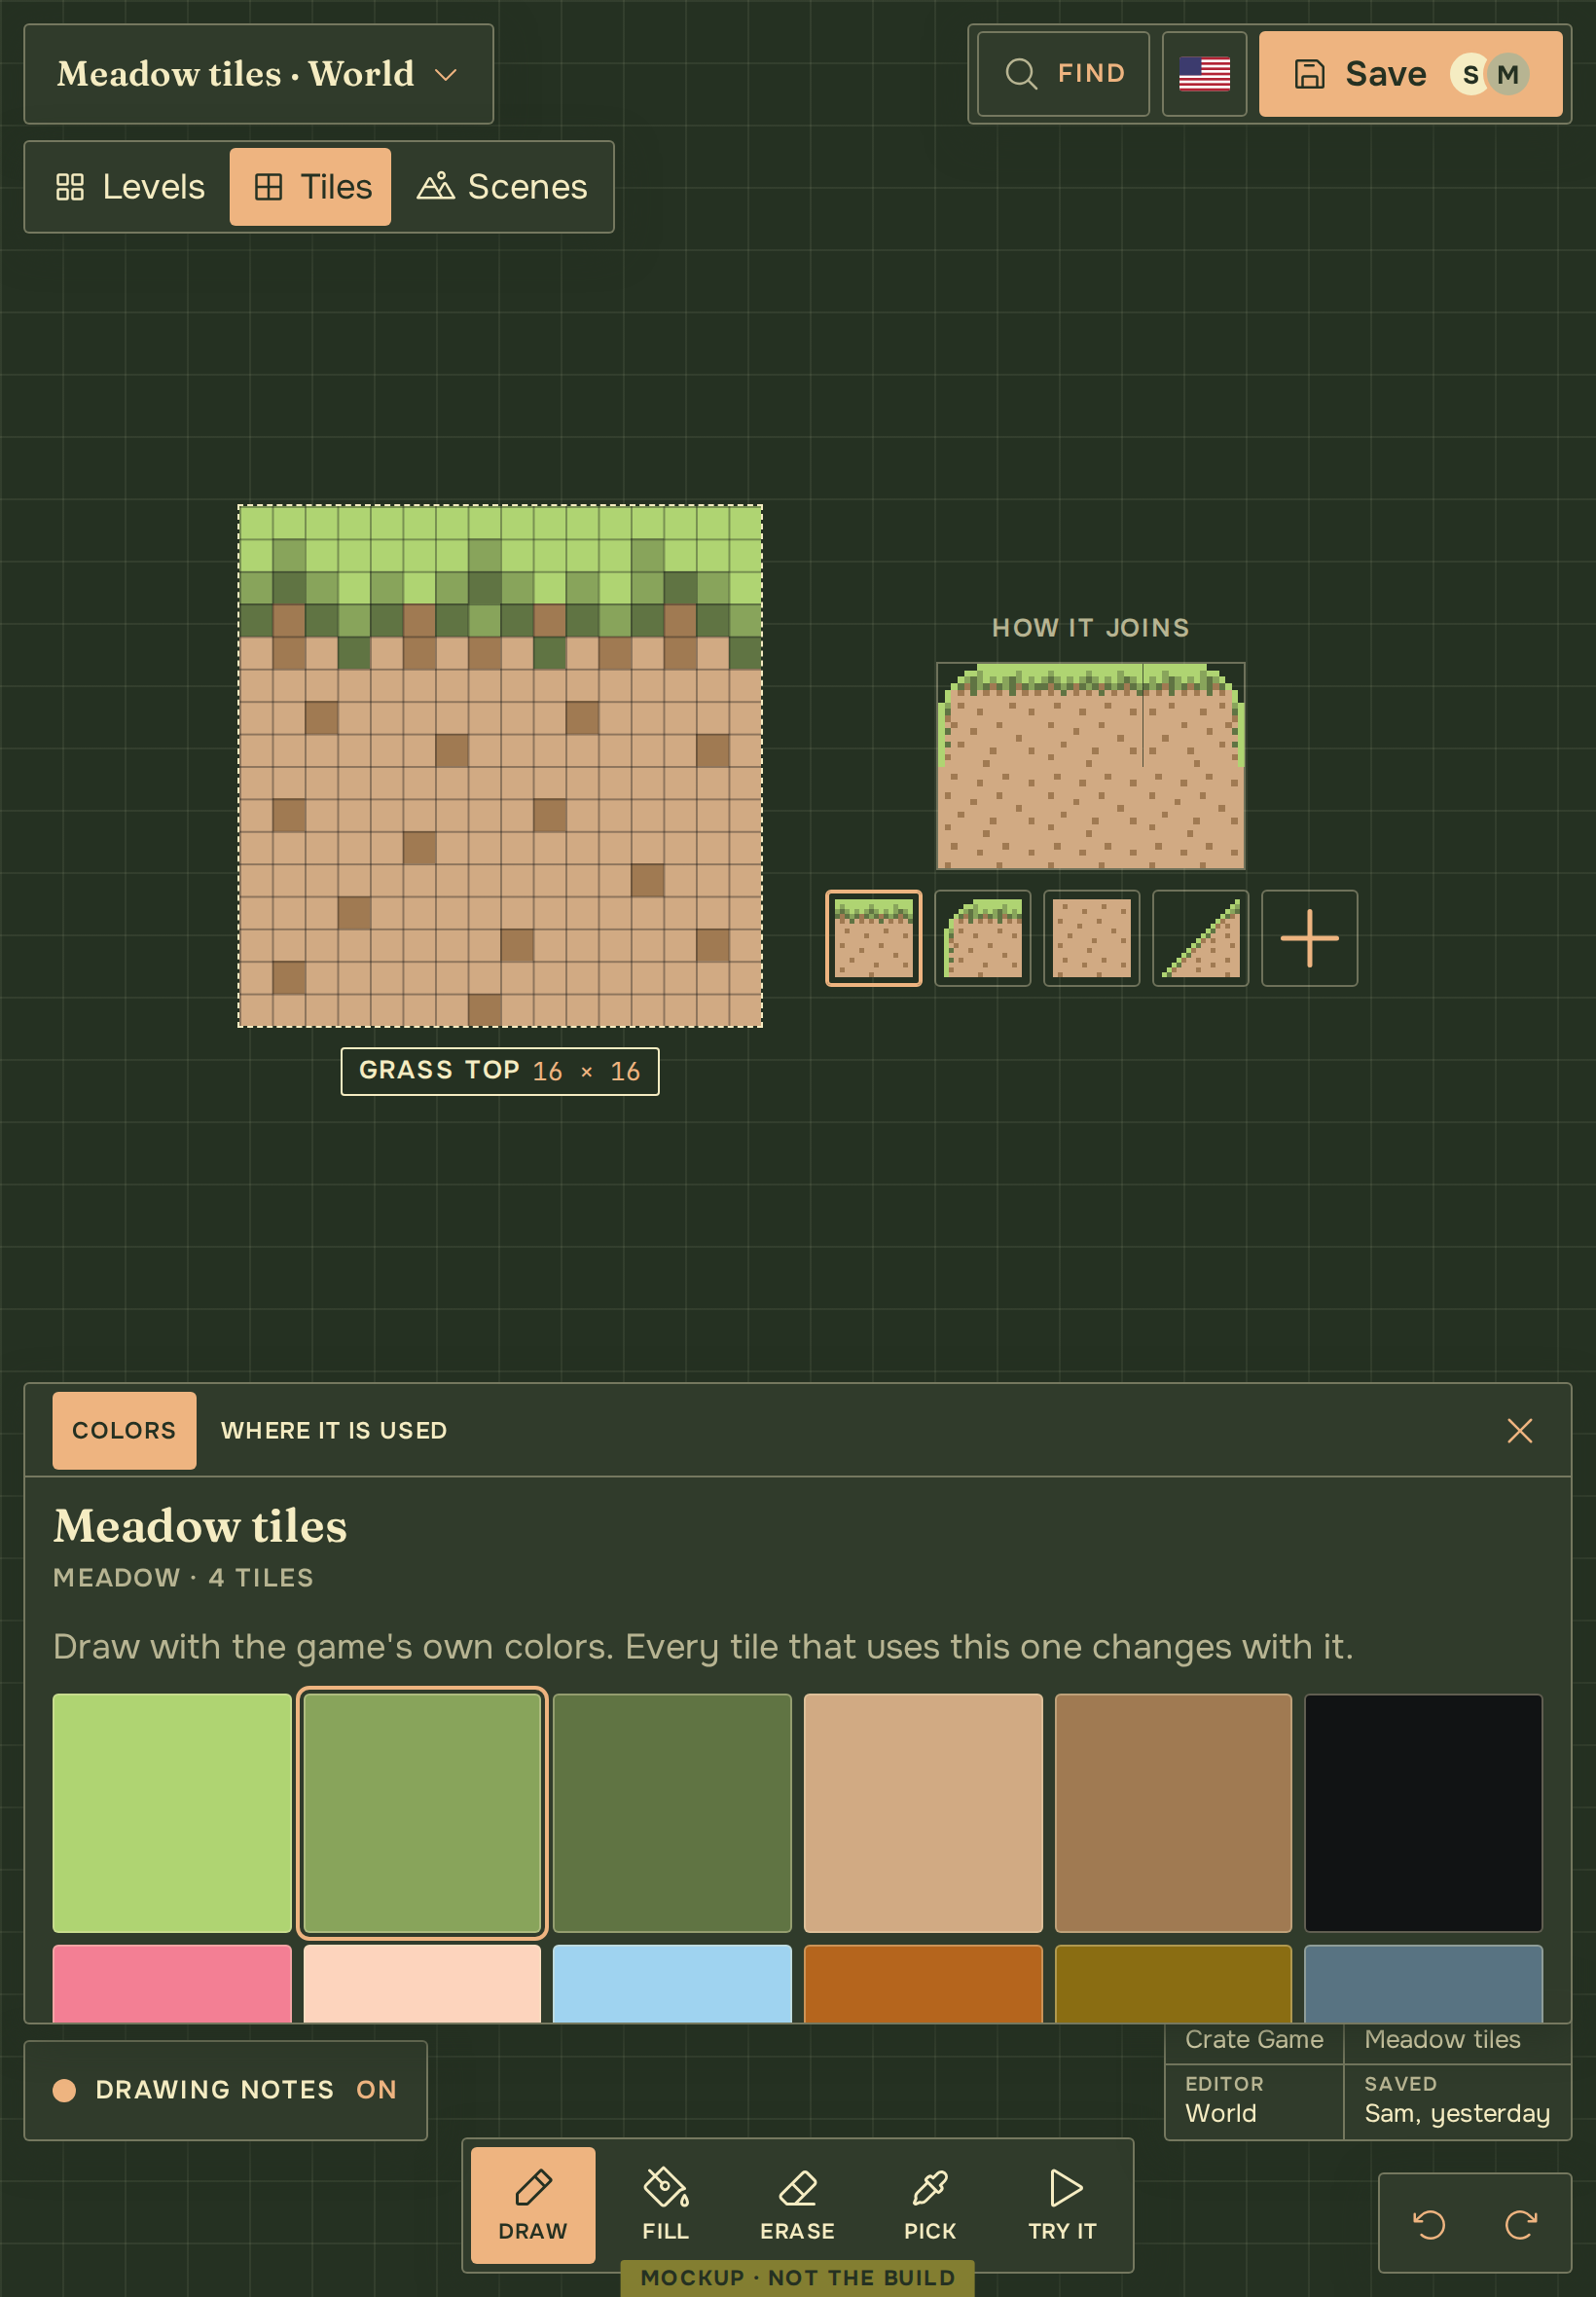 Meadow tiles · World
FIND
Save
S M
Levels
Tiles
Scenes
HOW IT JOINS
GRASS TOP 16 × 16
COLORS
WHERE IT IS USED
Meadow tiles
MEADOW · 4 TILES
Draw with the game's own colors. Every tile that uses this one changes with it.
Crate Game
Meadow tiles
DRAWING NOTES ON
EDITOR
World
SAVED
Sam, yesterday
DRAW
FILL
ERASE
PICK
TRY IT
MOCKUP · NOT THE BUILD